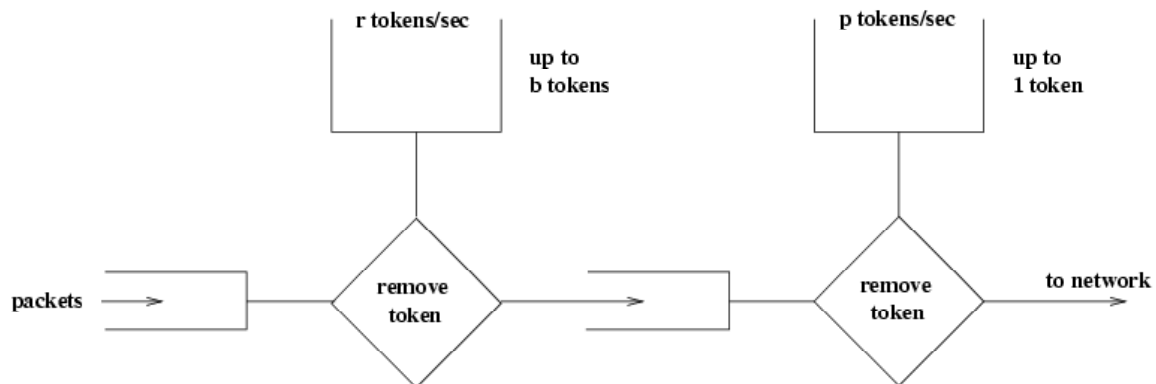 r tokens/sec
up to
b tokens
p tokens/sec
up to
1 token
packets
remove
token
remove
token
to network